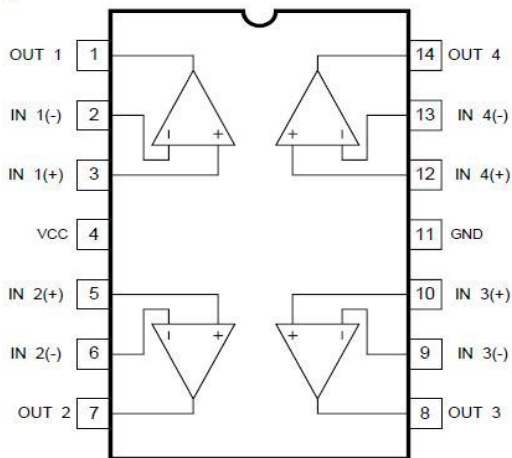 OUT 1 1 14 OUT 4
IN 1(-) 2 13 IN 4(-)
- + + -
IN 1(+) 3 12 IN 4(+)
VCC 4 11 GND
IN 2(+) 5 10 IN 3(+)
- + + -
IN 2(-) 6 9 IN 3(-)
OUT 2 7 8 OUT 3